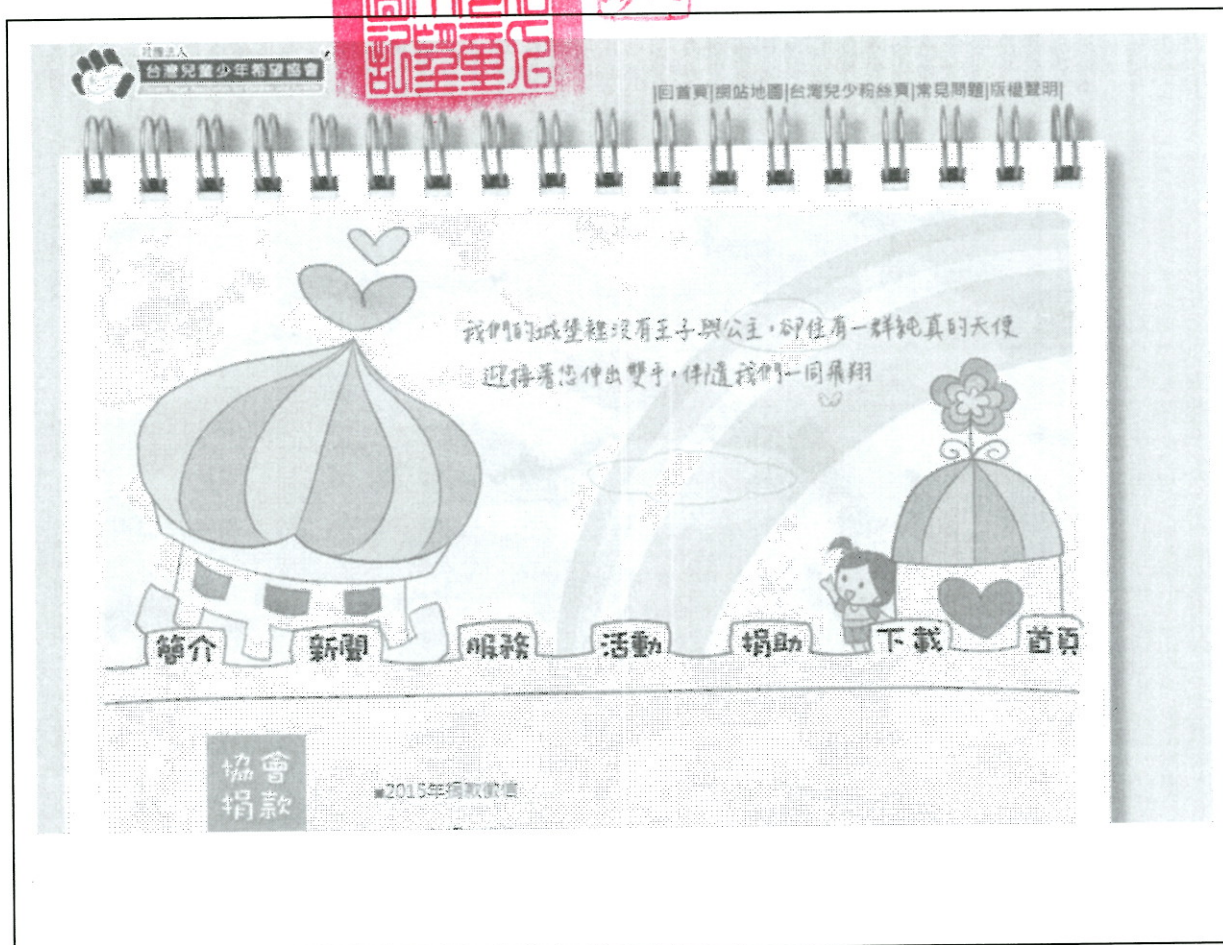 社團法人
台灣兒童少年希望協會
|回首頁|網站地圖|台灣兒少粉絲頁|常見問題|版權聲明|
我們的城堡裡沒有王子與公主，卻住有一群純真的天使
迎接著您伸出雙手，伴隨我們一同飛翔
簡介 新聞 服務 活動 捐助 下載 首頁
協會
捐款
■2015年捐款徵信